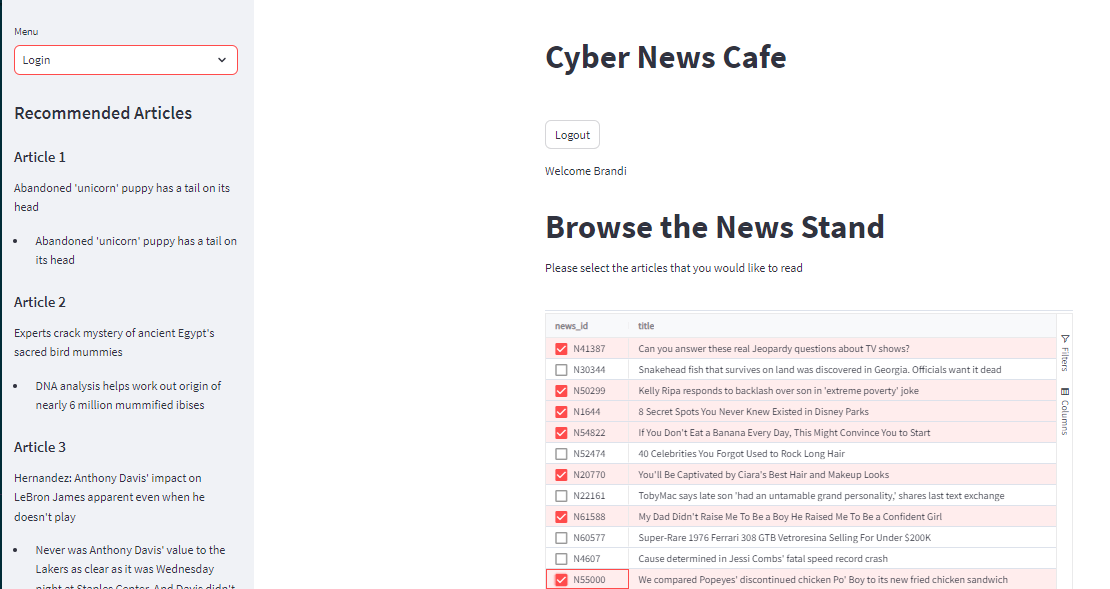 Menu
Login
Recommended Articles
Article 1
Abandoned 'unicorn' puppy has a tail on its
head
Abandoned 'unicorn' puppy has a tail on
its head
Article 2
Experts crack mystery of ancient Egypt's
sacred bird mummies
DNA analysis helps work out origin of
nearly 6 million mummified ibises
Article 3
Hernandez: Anthony Davis' impact on
LeBron James apparent even when he
doesn't play
Never was Anthony Davis' value to the
Lakers as clear as it was Wednesday
night at Staples Center. And Davis didn't
Cyber News Cafe
Logout
Welcome Brandi
Browse the News Stand
Please select the articles that you would like to read
news_id title
N41387 Can you answer these real Jeopardy questions about TV shows?
N30344 Snakehead fish that survives on land was discovered in Georgia. Officials want it dead
N50299 Kelly Ripa responds to backlash over son in 'extreme poverty' joke
N1644 8 Secret Spots You Never Knew Existed in Disney Parks
N54822 If You Don't Eat a Banana Every Day, This Might Convince You to Start
N52474 40 Celebrities You Forgot Used to Rock Long Hair
N20770 You'll Be Captivated by Ciara's Best Hair and Makeup Looks
N22161 TobyMac says late son 'had an untamable grand personality,' shares last text exchange
N61588 My Dad Didn't Raise Me To Be a Boy He Raised Me To Be a Confident Girl
N60577 Super-Rare 1976 Ferrari 308 GTB Vetroresina Selling For Under $200K
N4607 Cause determined in Jessi Combs' fatal speed record crash
N55000 We compared Popeyes' discontinued chicken Po' Boy to its new fried chicken sandwich
Filters
Columns